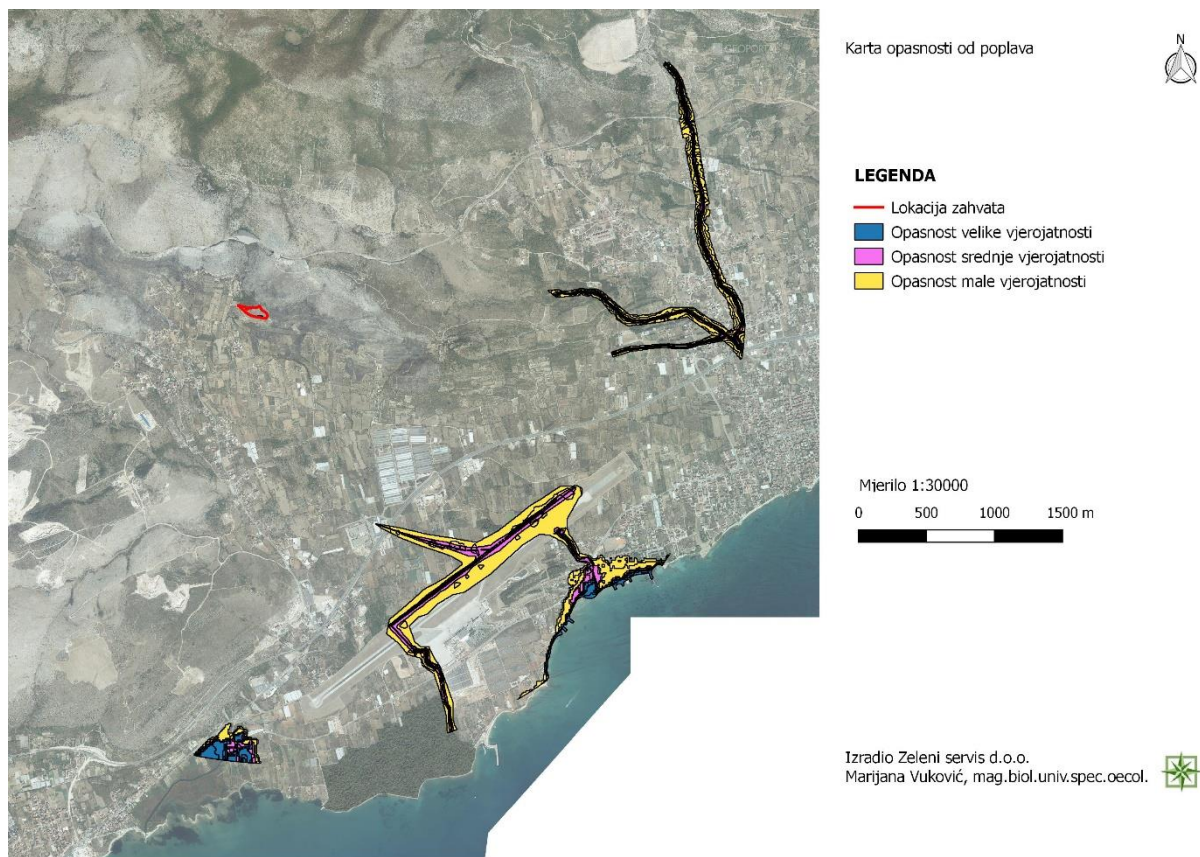 Karta opasnosti od poplava
N
LEGENDA
Lokacija zahvata
Opasnost velike vjerojatnosti
Opasnost srednje vjerojatnosti
Opasnost male vjerojatnosti
Mjerilo 1:30000
0 500 1000 1500 m
Izradio Zeleni servis d.o.o.
Marijana Vuković, mag.biol.univ.spec.oecol.